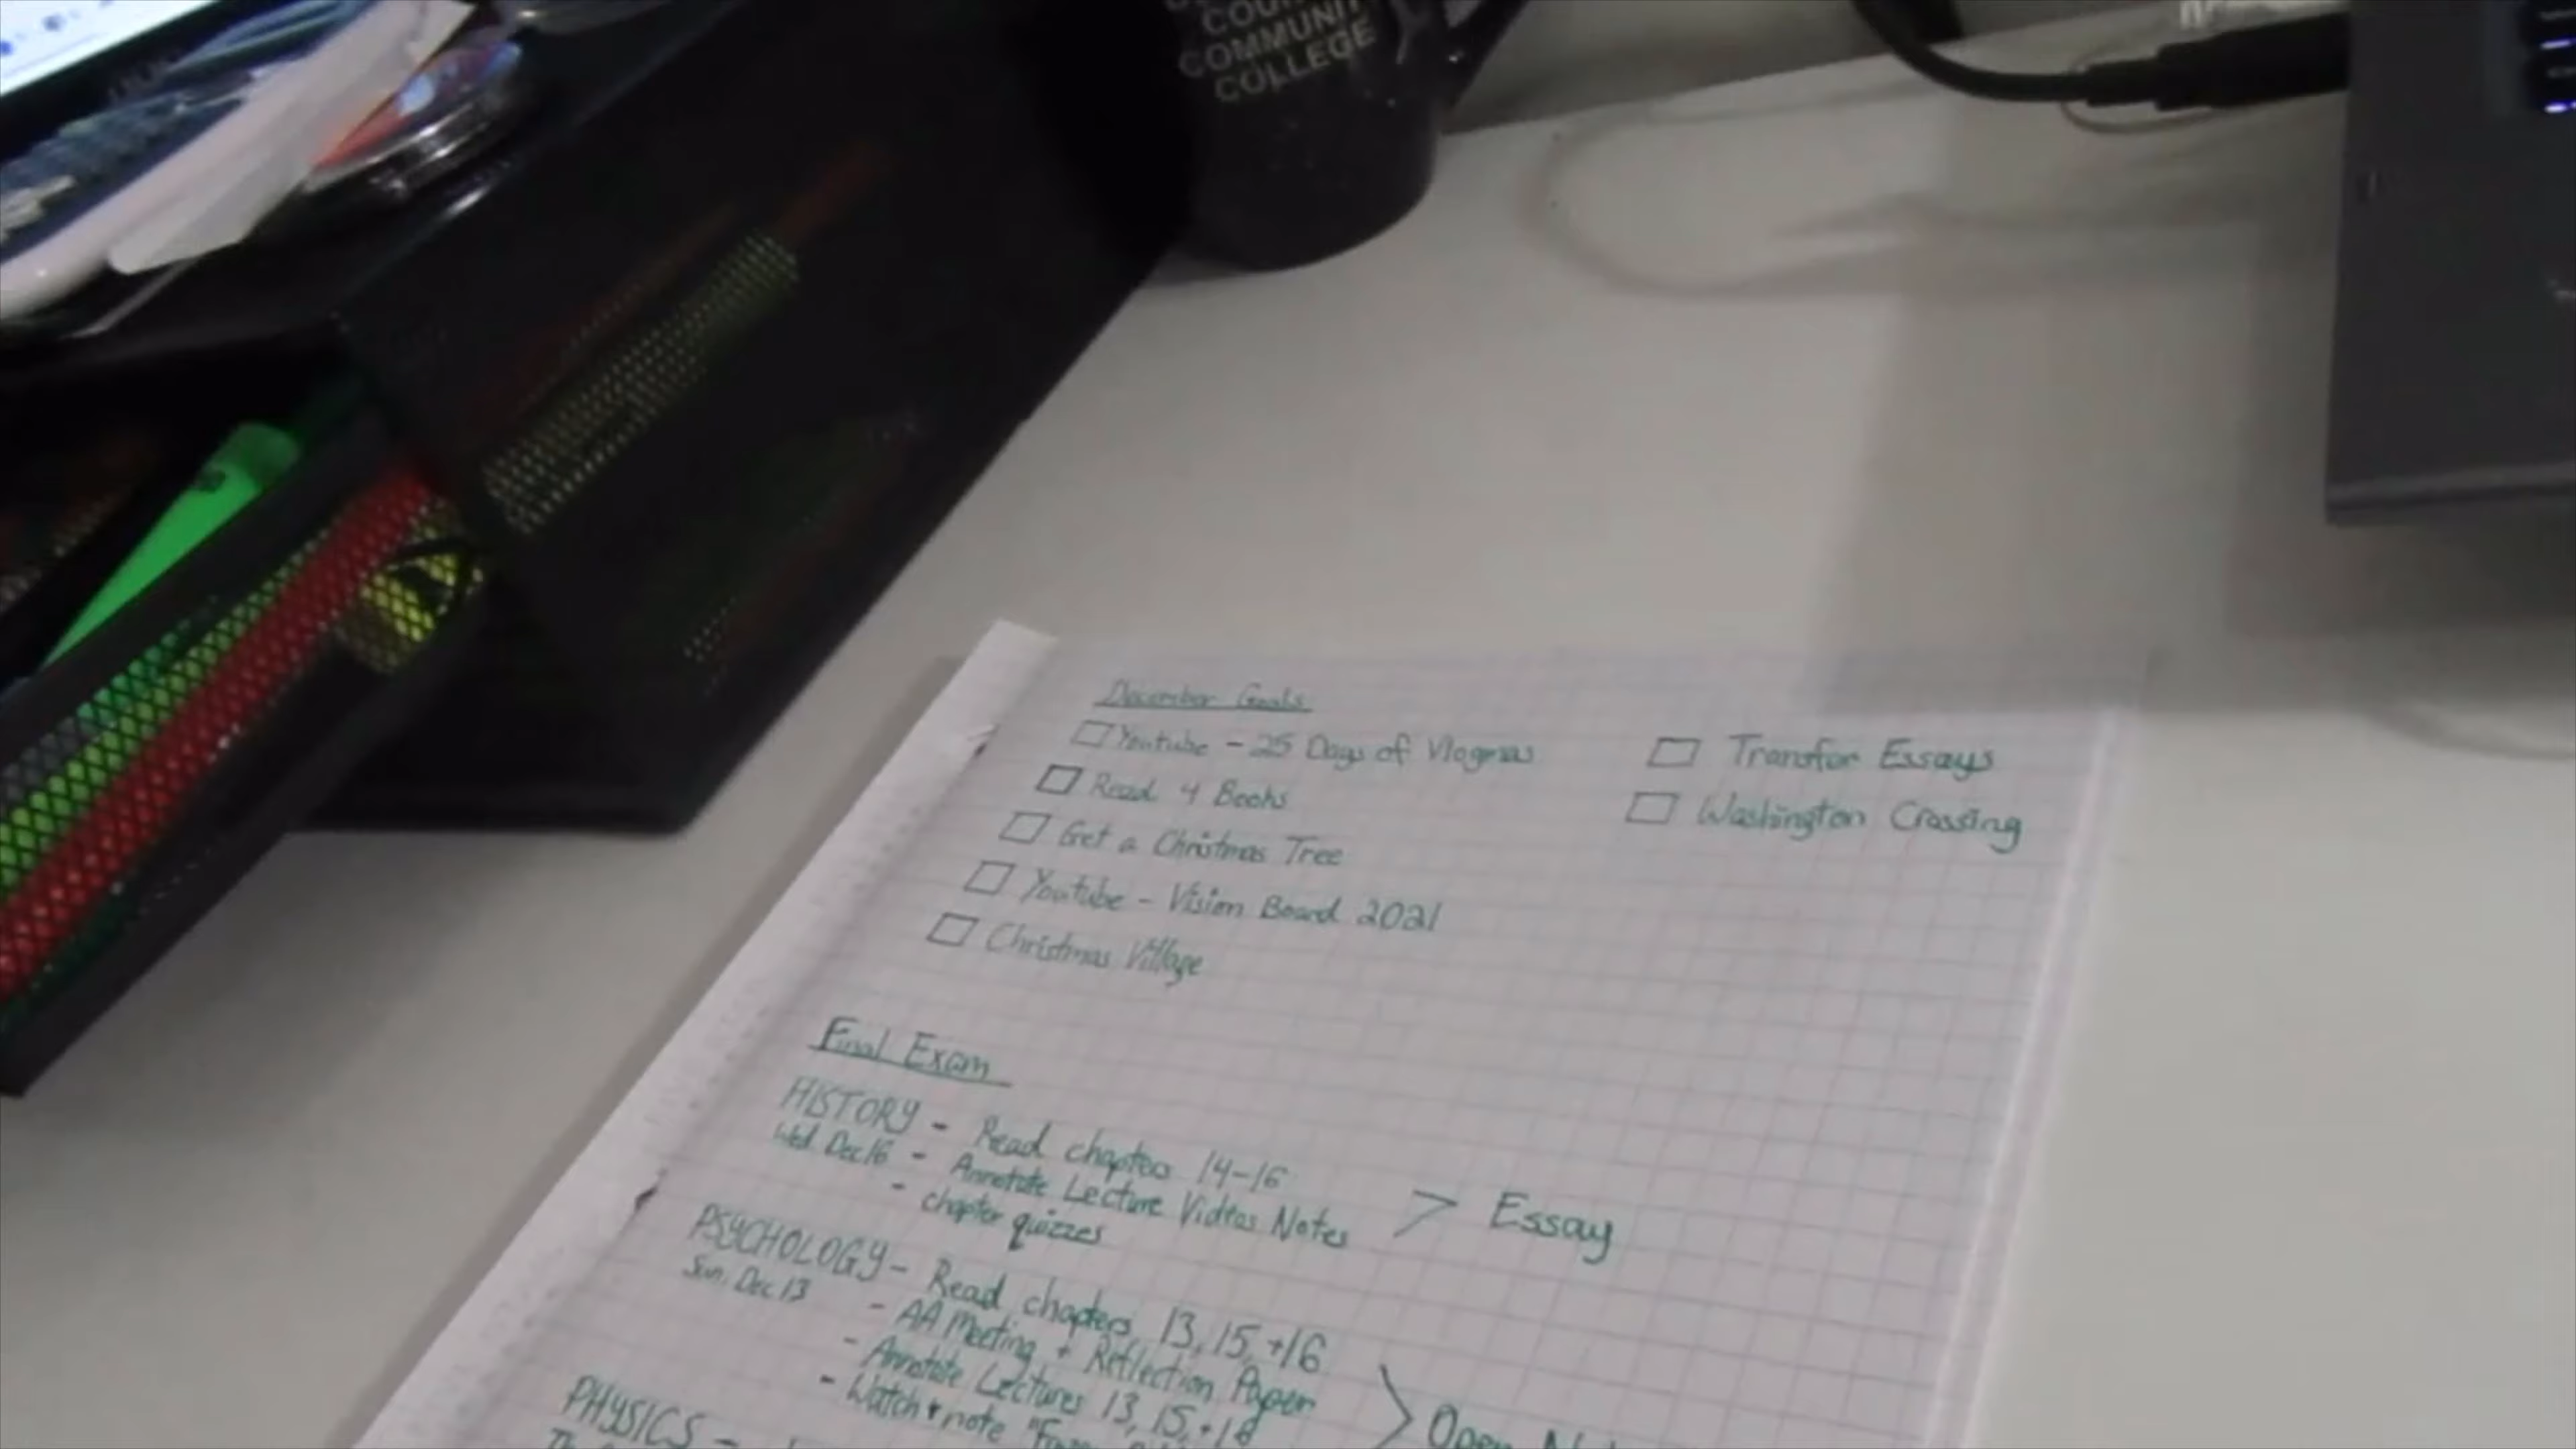 COMMUNITY
COLLEGE
December Goals
Youtube - 25 Days of Vlogmas
Read 4 Books
Get a Christmas Tree
Youtube - Vision Board 2021
Christmas Village
Transfer Essays
Washington Crossing
Final Exam
HISTORY - Read chapters 14-16
Wed. Dec 16 - Annotate Lecture Videos Notes
- chapter quizzes
> Essay
PSYCHOLOGY - Read chapters 13, 15, +16
Sun. Dec 13 - AA Meeting + Reflection Paper
- Annotate Lectures 13, 15, +16
- Watch + note
Open
PHYSICS -